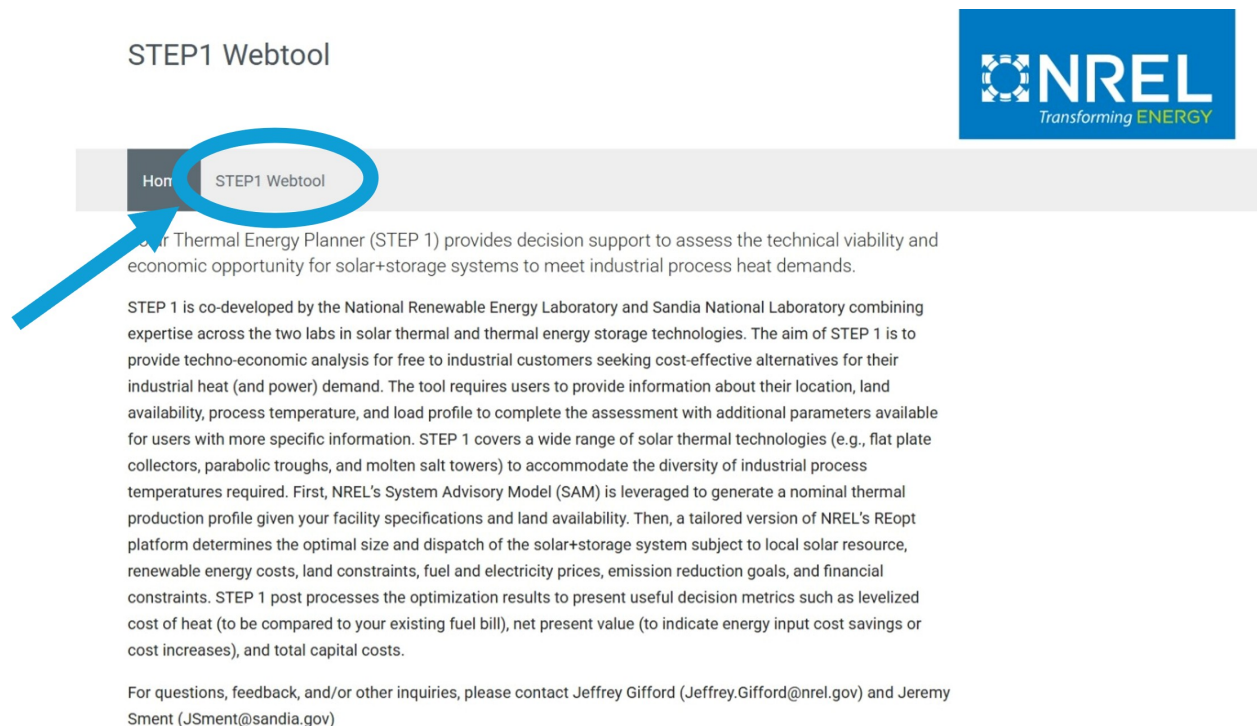 STEP1 Webtool
NREL
Transforming ENERGY
Hom
STEP1 Webtool
Thermal Energy Planner (STEP 1) provides decision support to assess the technical viability and
economic opportunity for solar+storage systems to meet industrial process heat demands.
STEP 1 is co-developed by the National Renewable Energy Laboratory and Sandia National Laboratory combining
expertise across the two labs in solar thermal and thermal energy storage technologies. The aim of STEP 1 is to
provide techno-economic analysis for free to industrial customers seeking cost-effective alternatives for their
industrial heat (and power) demand. The tool requires users to provide information about their location, land
availability, process temperature, and load profile to complete the assessment with additional parameters available
for users with more specific information. STEP 1 covers a wide range of solar thermal technologies (e.g., flat plate
collectors, parabolic troughs, and molten salt towers) to accommodate the diversity of industrial process
temperatures required. First, NREL's System Advisory Model (SAM) is leveraged to generate a nominal thermal
production profile given your facility specifications and land availability. Then, a tailored version of NREL's REopt
platform determines the optimal size and dispatch of the solar+storage system subject to local solar resource,
renewable energy costs, land constraints, fuel and electricity prices, emission reduction goals, and financial
constraints. STEP 1 post processes the optimization results to present useful decision metrics such as levelized
cost of heat (to be compared to your existing fuel bill), net present value (to indicate energy input cost savings or
cost increases), and total capital costs.
For questions, feedback, and/or other inquiries, please contact Jeffrey Gifford (Jeffrey.Gifford@nrel.gov) and Jeremy
Sment (JSment@sandia.gov)